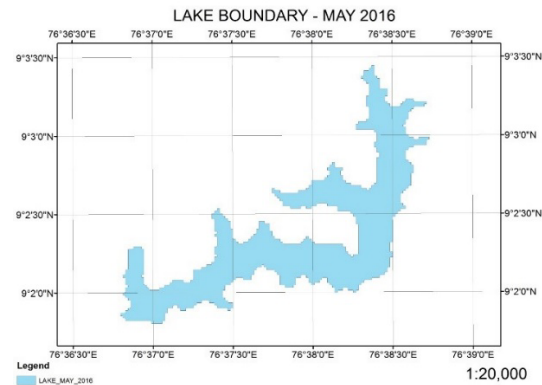 LAKE BOUNDARY - MAY 2016
76°36'30"E 76°37'0"E 76°37'30"E 76°38'0"E 76°38'30"E 76°39'0"E
9°3'30"N 9°3'30"N
9°3'0"N 9°3'0"N
9°2'30"N 9°2'30"N
9°2'0"N 9°2'0"N
76°36'30"E 76°37'0"E 76°37'30"E 76°38'0"E 76°38'30"E 76°39'0"E
Legend
LAKE_MAY_2016
1:20,000